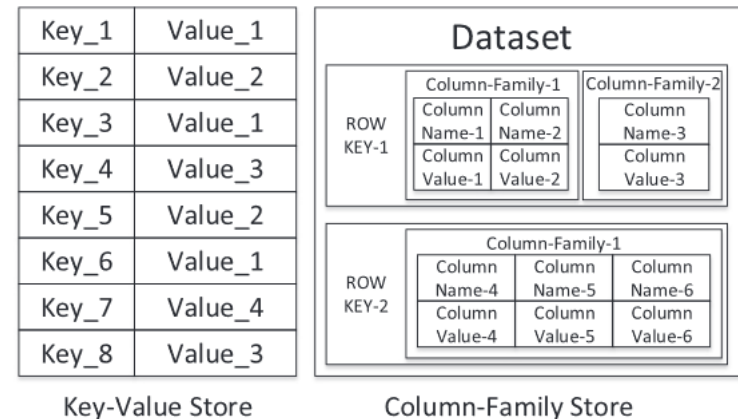 Key_1 Value_1
Key_2 Value_2
Key_3 Value_1
Key_4 Value_3
Key_5 Value_2
Key_6 Value_1
Key_7 Value_4
Key_8 Value_3
Key-Value Store
Dataset
ROW
KEY-1
Column-Family-1
Column Column
Name-1 Name-2
Column Column
Value-1 Value-2
Column-Family-2
Column
Name-3
Column
Value-3
ROW
KEY-2
Column-Family-1
Column Column Column
Name-4 Name-5 Name-6
Column Column Column
Value-4 Value-5 Value-6
Column-Family Store